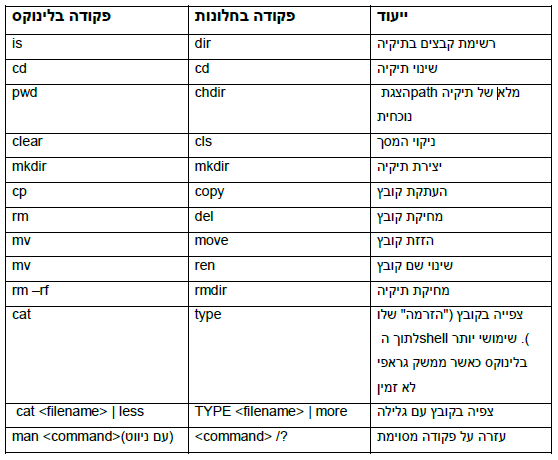 ייעוד פקודה בחלונות פקודה בלינוקס
רשימת קבצים בתיקיה dir is
שינוי תיקיה cd cd
מלא של תיקיה pathהצגת chdir pwd
נוכחית
ניקוי המסך cls clear
יצירת תיקיה mkdir mkdir
העתקת קובץ copy cp
מחיקת קובץ del rm
הזזת קובץ move mv
שינוי שם קובץ ren mv
מחיקת תיקיה rmdir rm –rf
צפייה בקובץ ("הזרמה" שלו type cat
). שימושי יותר shellלתוך ה
בלינוקס כאשר ממשק גראפי
לא זמין
צפיה בקובץ עם גלילה TYPE <filename> | more cat <filename> | less
עזרה על פקודה מסוימת <command> /? man <command>(עם ניווט)